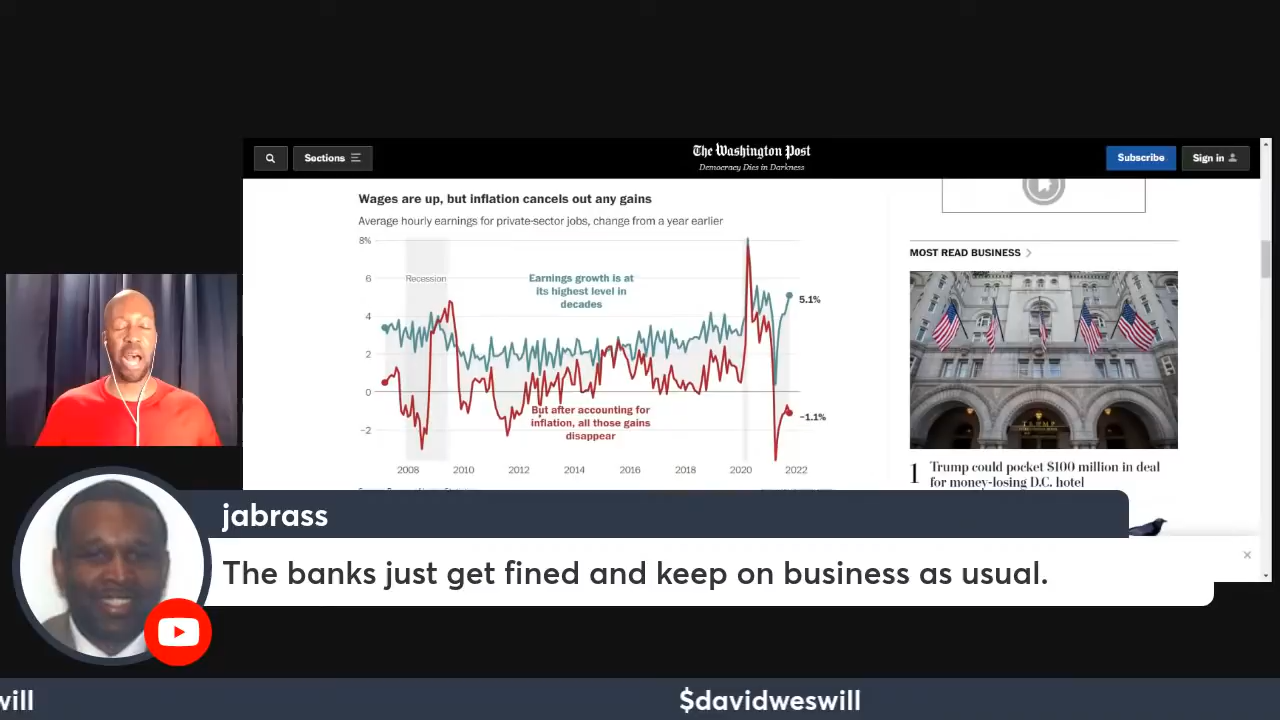 Sections
The Washington Post
Democracy Dies in Darkness
Subscribe
Sign in
Wages are up, but inflation cancels out any gains
Average hourly earnings for private-sector jobs, change from a year earlier
8%
6
4
2
0
−2
Recession
Earnings growth is at
its highest level in
decades
5.1%
But after accounting for
inflation, all those gains
disappear
−1.1%
2008 2010 2012 2014 2016 2018 2020 2022
MOST READ BUSINESS
TRUMP
1 Trump could pocket $100 million in deal
for money-losing D.C. hotel
jabrass
The banks just get fined and keep on business as usual.
will
$davidweswill